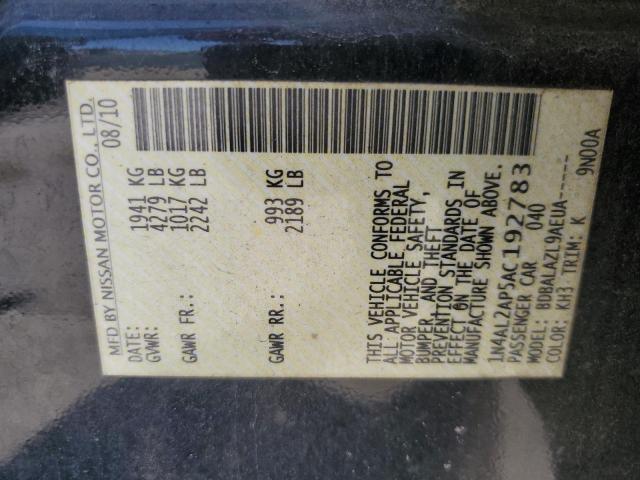 MFD BY NISSAN MOTOR CO., LTD.
DATE: 08/10
GVWR: 1941 KG
4279 LB
GAWR FR.: 1017 KG
2242 LB
GAWR RR.: 993 KG
2189 LB
THIS VEHICLE CONFORMS TO
ALL APPLICABLE FEDERAL
MOTOR VEHICLE SAFETY,
BUMPER, AND THEFT
PREVENTION STANDARDS IN
EFFECT ON THE DATE OF
MANUFACTURE SHOWN ABOVE.
1N4AL2AP5AC192783
PASSENGER CAR 040
MODEL: BDBALAZL9AEUA-----
COLOR: KH3 TRIM: K 9N00A